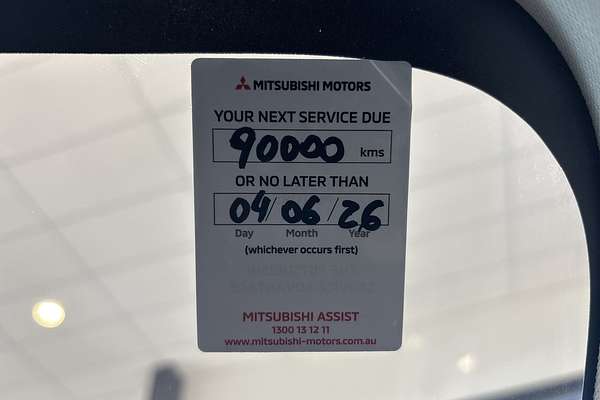 MITSUBISHI MOTORS
YOUR NEXT SERVICE DUE
90000 kms
OR NO LATER THAN
04/06/26
Day Month Year
(whichever occurs first)
MITSUBISHI ASSIST
1300 13 12 11
www.mitsubishi-motors.com.au